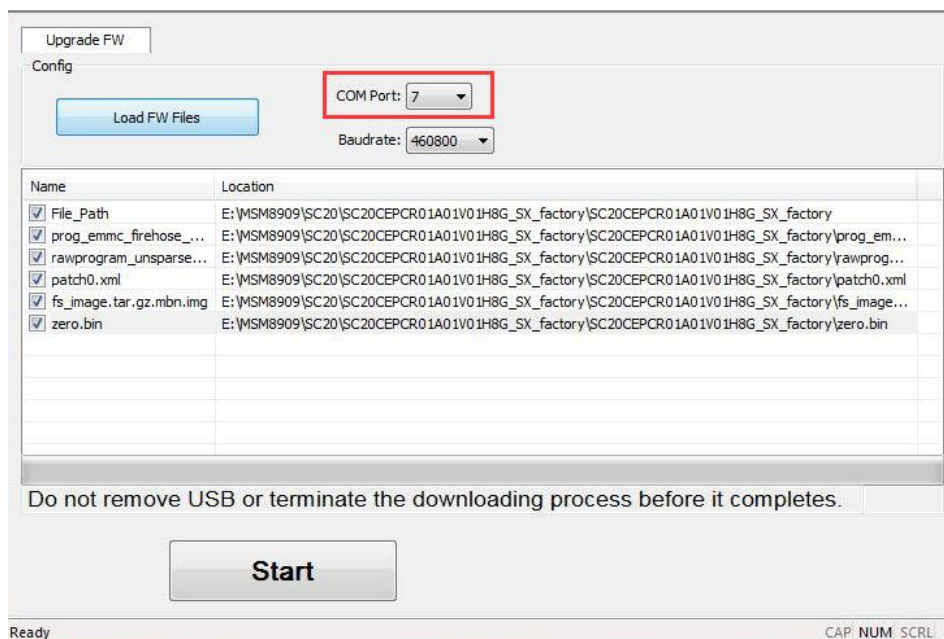 Upgrade FW
Config
Load FW Files
COM Port: 7
Baudrate: 460800
Name Location
File_Path E:\MSM8909\SC20\SC20CEPCR01A01V01H8G_SX_factory\SC20CEPCR01A01V01H8G_SX_factory
prog_emmc_firehose_... E:\MSM8909\SC20\SC20CEPCR01A01V01H8G_SX_factory\SC20CEPCR01A01V01H8G_SX_factory\prog_em...
rawprogram_unsparse... E:\MSM8909\SC20\SC20CEPCR01A01V01H8G_SX_factory\SC20CEPCR01A01V01H8G_SX_factory\rawprog...
patch0.xml E:\MSM8909\SC20\SC20CEPCR01A01V01H8G_SX_factory\SC20CEPCR01A01V01H8G_SX_factory\patch0.xml
fs_image.tar.gz.mbn.img E:\MSM8909\SC20\SC20CEPCR01A01V01H8G_SX_factory\SC20CEPCR01A01V01H8G_SX_factory\fs_image...
zero.bin E:\MSM8909\SC20\SC20CEPCR01A01V01H8G_SX_factory\SC20CEPCR01A01V01H8G_SX_factory\zero.bin
Do not remove USB or terminate the downloading process before it completes.
Start
Ready CAP NUM SCRL